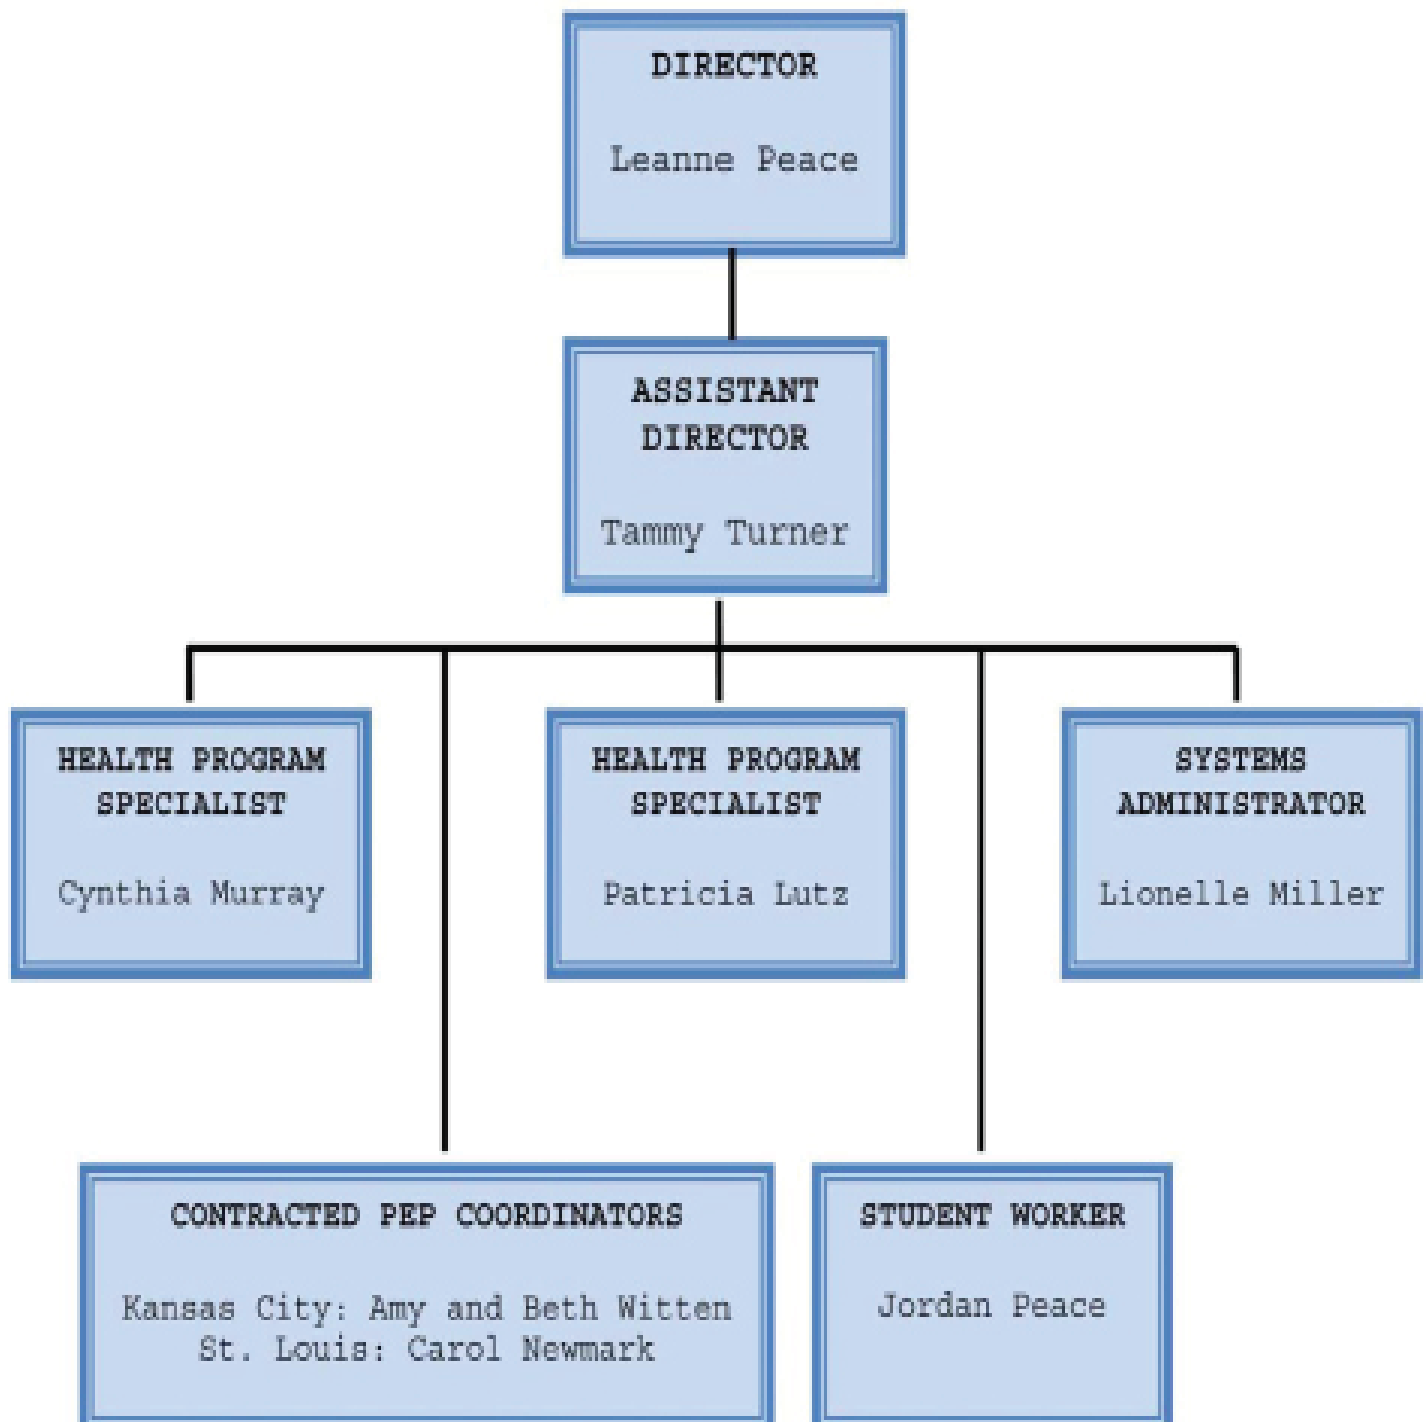 DIRECTOR
Leanne Peace
ASSISTANT
DIRECTOR
Tammy Turner
HEALTH PROGRAM
SPECIALIST
Cynthia Murray
HEALTH PROGRAM
SPECIALIST
Patricia Lutz
SYSTEMS
ADMINISTRATOR
Lionelle Miller
CONTRACTED PEP COORDINATORS
Kansas City: Amy and Beth Witten
St. Louis: Carol Newmark
STUDENT WORKER
Jordan Peace